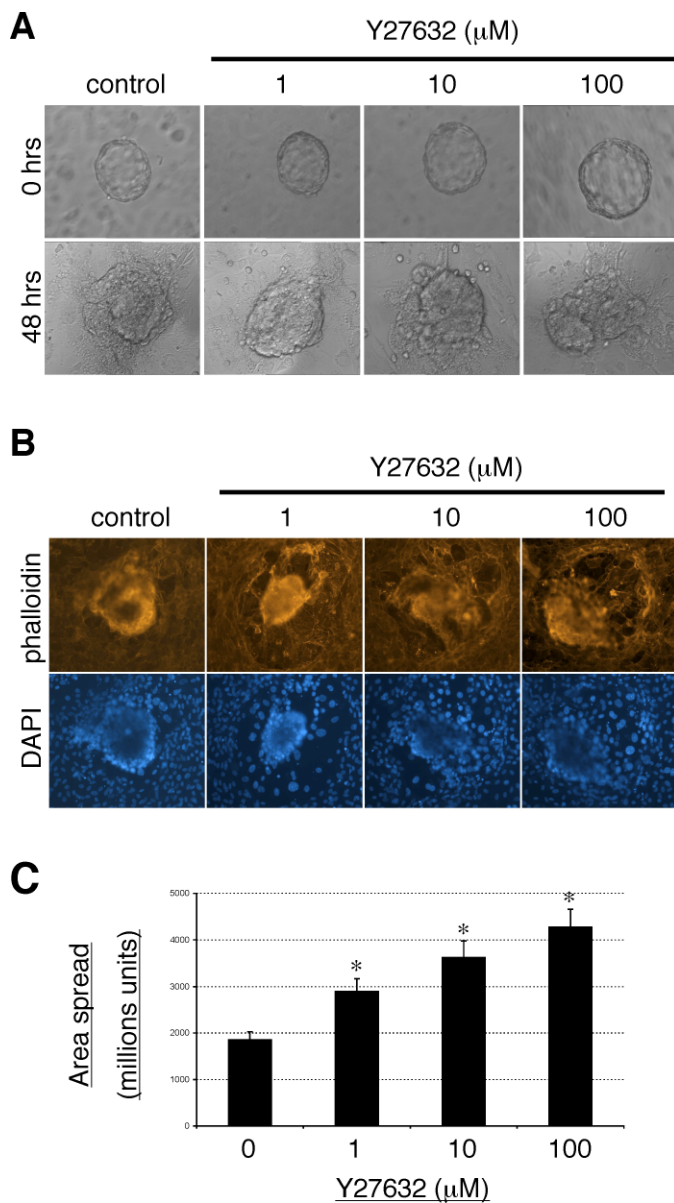 A
Y27632 (μM)
control 1 10 100
0 hrs
48 hrs
B
Y27632 (μM)
control 1 10 100
phalloidin
DAPI
C
Area spread
(millions units)
5000
4000
3000
2000
1000
0
* * *
0 1 10 100
Y27632 (μM)